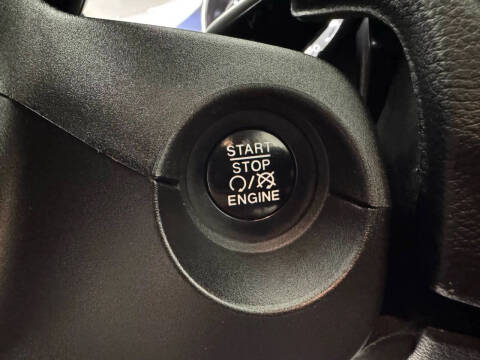 START
STOP
/
ENGINE